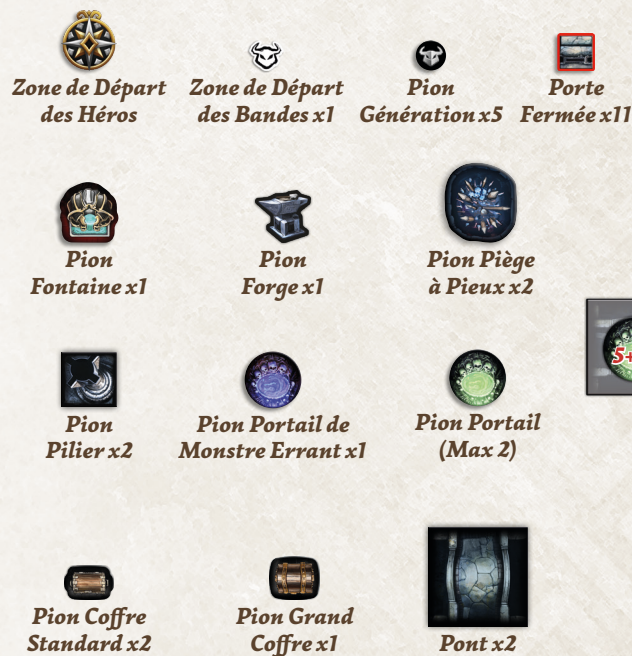 Zone de Départ
des Héros
Zone de Départ
des Bandes x1
Pion
Génération x5
Porte
Fermée x11
Pion
Fontaine x1
Pion
Forge x1
Pion Piège
à Pieux x2
5+
Pion
Pilier x2
Pion Portail de
Monstre Errant x1
Pion Portail
(Max 2)
Pion Coffre
Standard x2
Pion Grand
Coffre x1
Pont x2